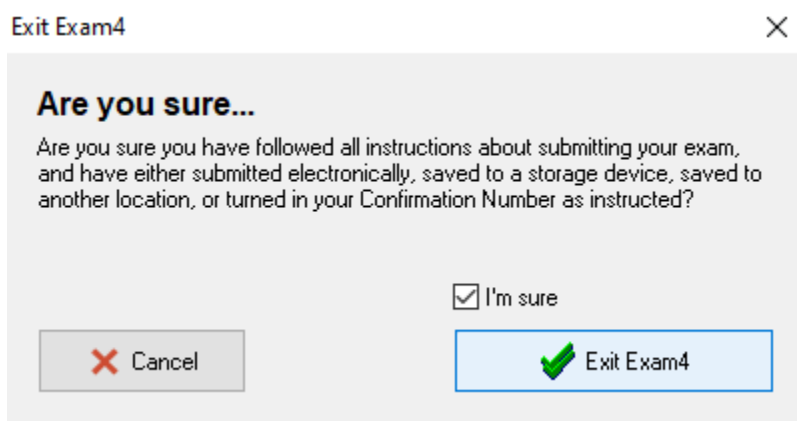 Exit Exam4
Are you sure...
Are you sure you have followed all instructions about submitting your exam,
and have either submitted electronically, saved to a storage device, saved to
another location, or turned in your Confirmation Number as instructed?
I'm sure
Cancel
Exit Exam4